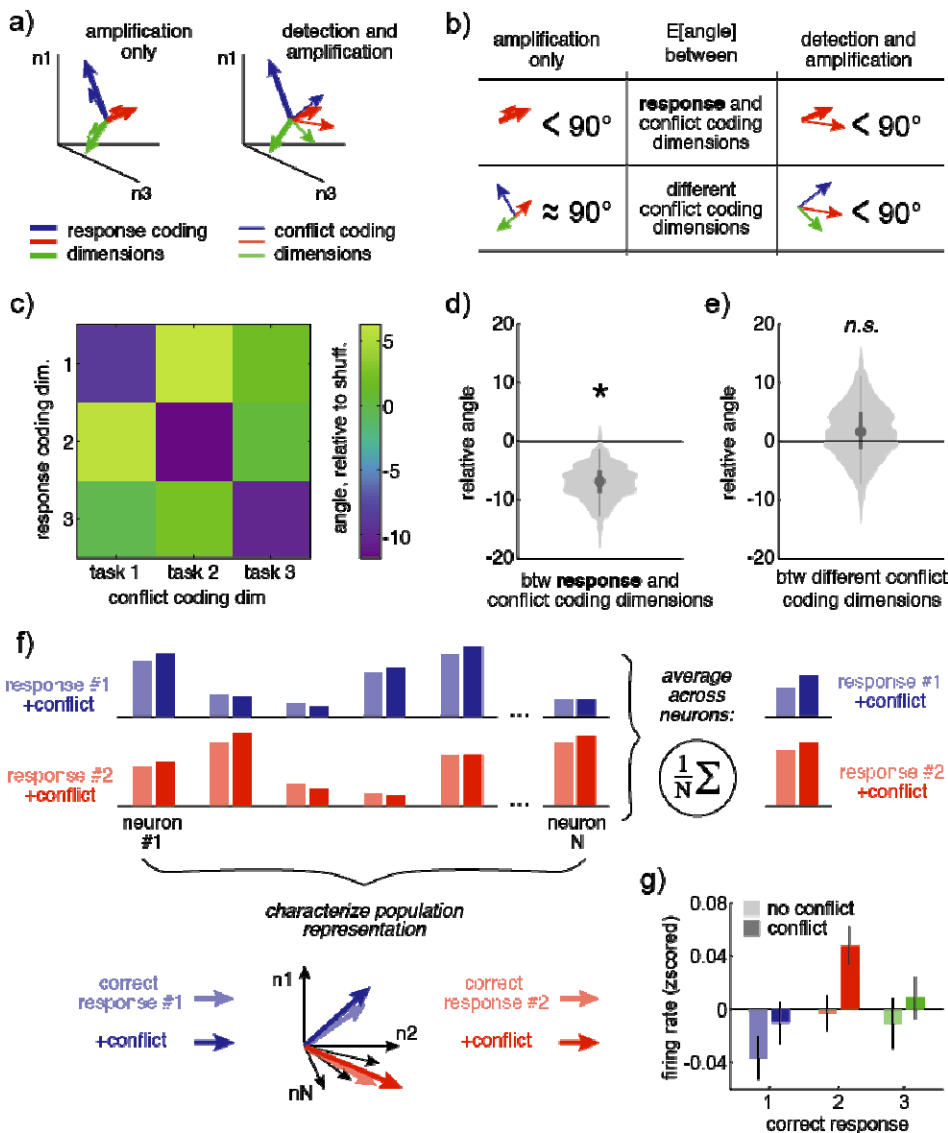 a)
amplification
only
detection and
amplification
n1
n3
n3
response coding
dimensions
conflict coding
dimensions
b)
amplification
only
E[angle]
between
detection and
amplification
< 90°
response and
conflict coding
dimensions
< 90°
≈ 90°
different
conflict coding
dimensions
< 90°
c)
response coding dim.
1
2
3
task 1
task 2
task 3
conflict coding dim
angle, relative to shuff.
5
0
-5
-10
d)
relative angle
20
10
0
-10
-20
*
btw response and
conflict coding dimensions
e)
relative angle
20
10
0
-10
-20
n.s.
btw different conflict
coding dimensions
f)
response #1
+conflict
response #2
+conflict
...
...
neuron
#1
neuron
N
average
across
neurons:
1/N Σ
response #1
+conflict
response #2
+conflict
characterize population
representation
correct
response #1
+conflict
n1
n2
nN
correct
response #2
+conflict
g)
firing rate (zscored)
0.08
0.04
0
-0.04
no conflict
conflict
1
2
3
correct response